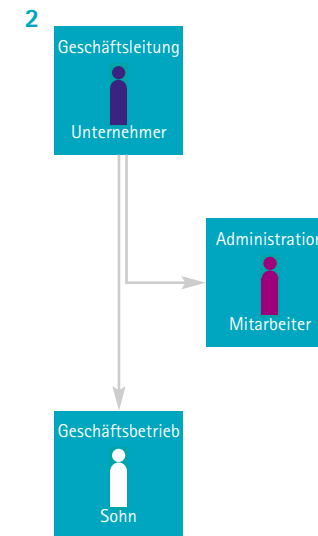 2
Geschäftsleitung
Unternehmer
Administration
Mitarbeiter
Geschäftsbetrieb
Sohn